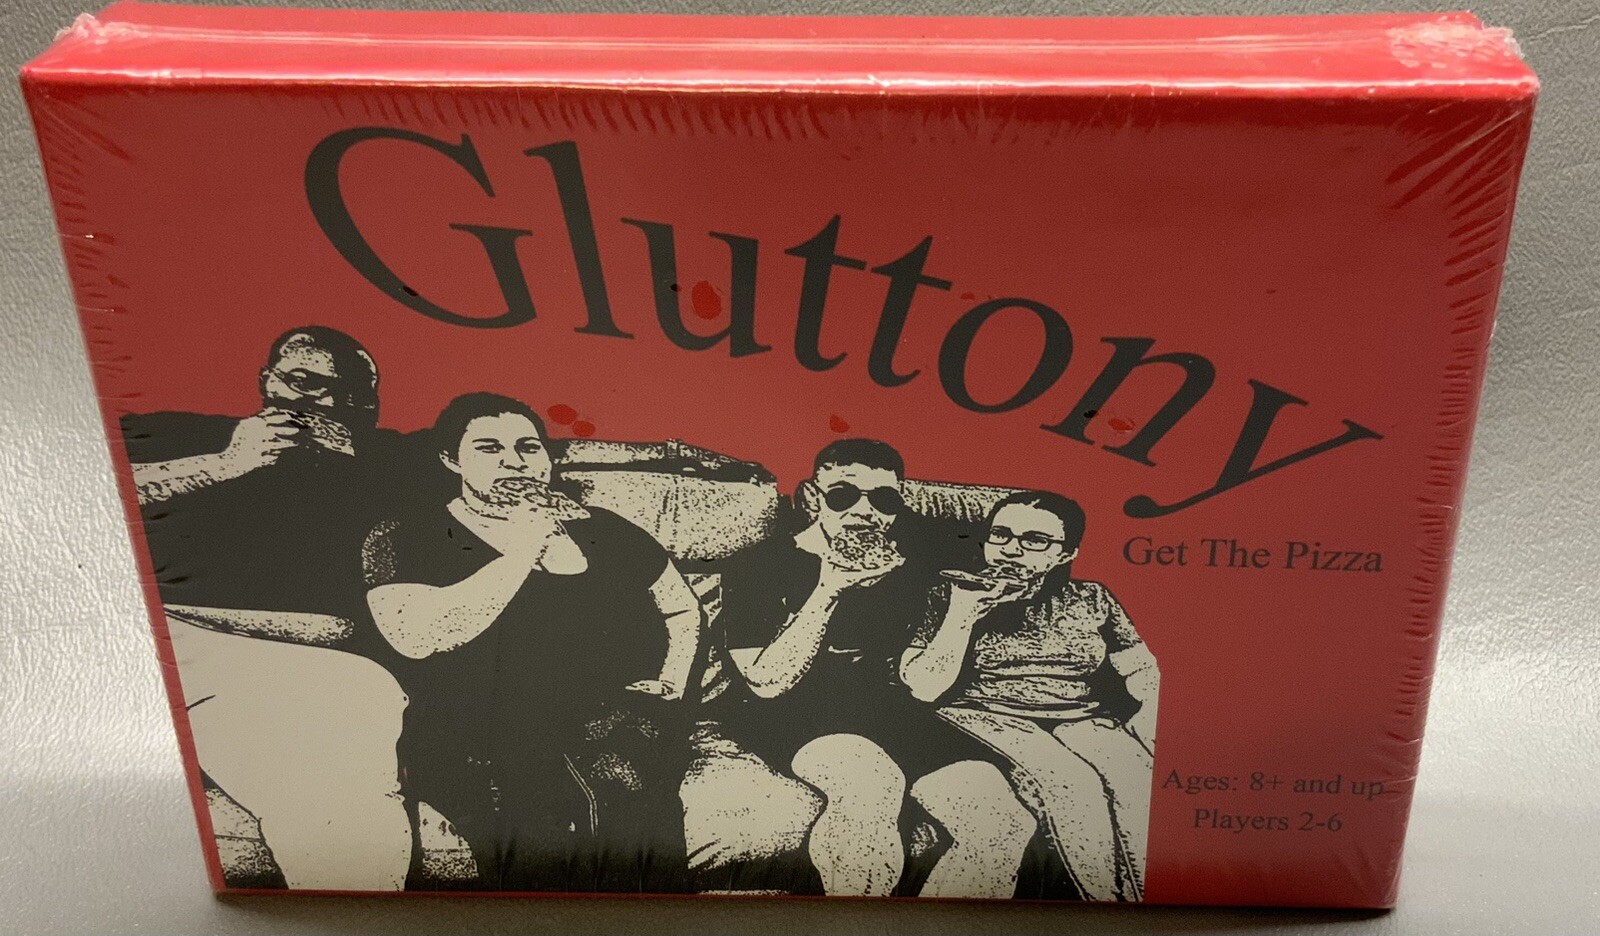 Gluttony
Get The Pizza
Ages: 8+ and up
Players 2-6